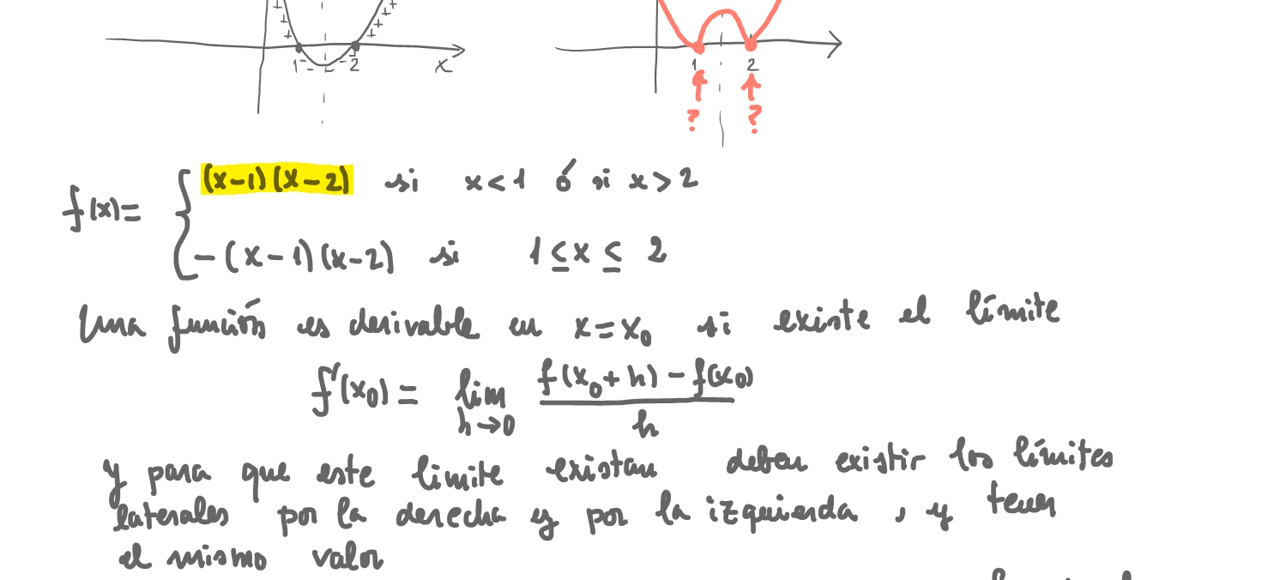 1 - - - 2 x
1 2
? ?
f(x)= { (x-1)(x-2) si x<1 ó si x>2
-(x-1)(x-2) si 1≤x≤2
Una función es derivable en x=x₀ si existe el límite
f'(x₀) = lim h→0 f(x₀+h) - f(x₀) / h
y para que este limite existan deben existir los límites
laterales por la derecha y por la izquierda, y tener
el mismo valor